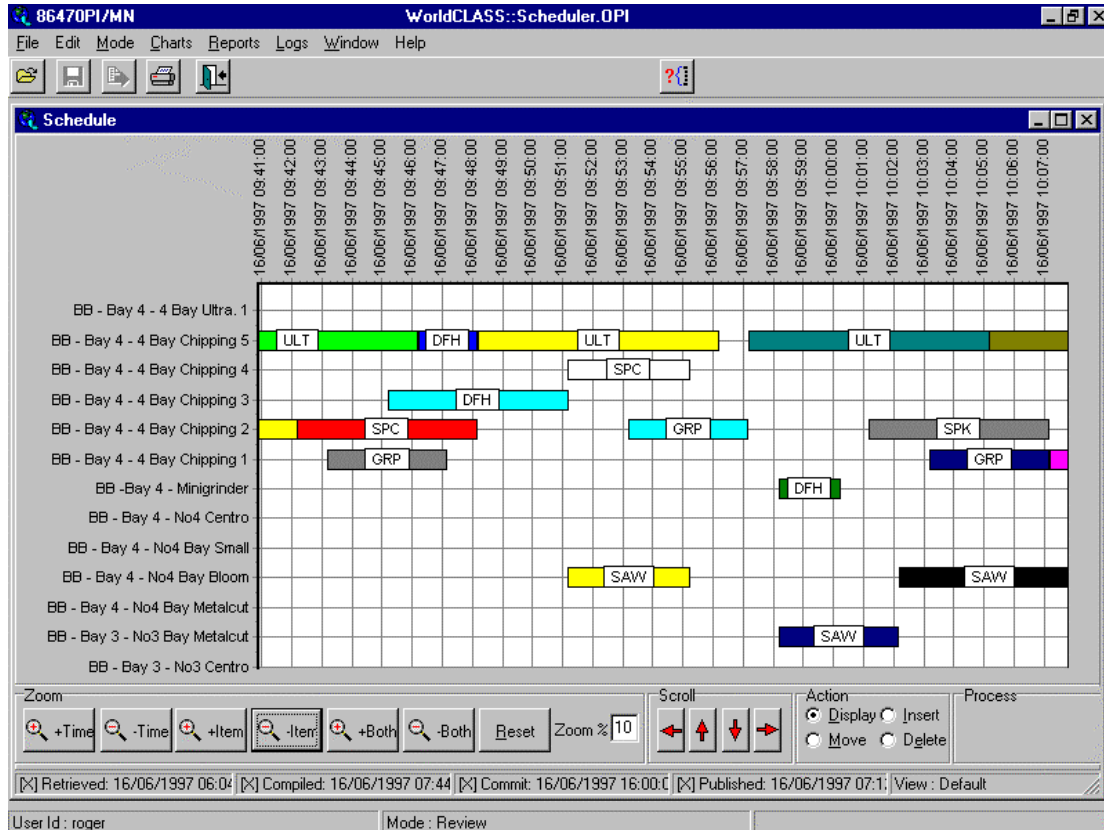 86470PI/MN WorldCLASS::Scheduler.OPI
File Edit Mode Charts Reports Logs Window Help
?{
Schedule
16/06/1997 09:41:00
16/06/1997 09:42:00
16/06/1997 09:43:00
16/06/1997 09:44:00
16/06/1997 09:45:00
16/06/1997 09:46:00
16/06/1997 09:47:00
16/06/1997 09:48:00
16/06/1997 09:49:00
16/06/1997 09:50:00
16/06/1997 09:51:00
16/06/1997 09:52:00
16/06/1997 09:53:00
16/06/1997 09:54:00
16/06/1997 09:55:00
16/06/1997 09:56:00
16/06/1997 09:57:00
16/06/1997 09:58:00
16/06/1997 09:59:00
16/06/1997 10:00:00
16/06/1997 10:01:00
16/06/1997 10:02:00
16/06/1997 10:03:00
16/06/1997 10:04:00
16/06/1997 10:05:00
16/06/1997 10:06:00
16/06/1997 10:07:00
BB - Bay 4 - 4 Bay Ultra. 1
BB - Bay 4 - 4 Bay Chipping 5 ULT DFH ULT ULT
BB - Bay 4 - 4 Bay Chipping 4 SPC
BB - Bay 4 - 4 Bay Chipping 3 DFH
BB - Bay 4 - 4 Bay Chipping 2 SPC GRP SPK
BB - Bay 4 - 4 Bay Chipping 1 GRP GRP
BB -Bay 4 - Minigrinder DFH
BB - Bay 4 - No4 Centro
BB - Bay 4 - No4 Bay Small
BB - Bay 4 - No4 Bay Bloom SAW SAW
BB - Bay 4 - No4 Bay Metalcut
BB - Bay 3 - No3 Bay Metalcut SAW
BB - Bay 3 - No3 Centro
Zoom Scroll Action Process
+Time -Time +Item -Item +Both -Both Reset Zoom % 10
Display Insert
Move Delete
[X] Retrieved: 16/06/1997 06:04 [X] Compiled: 16/06/1997 07:44 [X] Commit: 16/06/1997 16:00:0 [X] Published: 16/06/1997 07:1 View : Default
User Id : roger Mode : Review